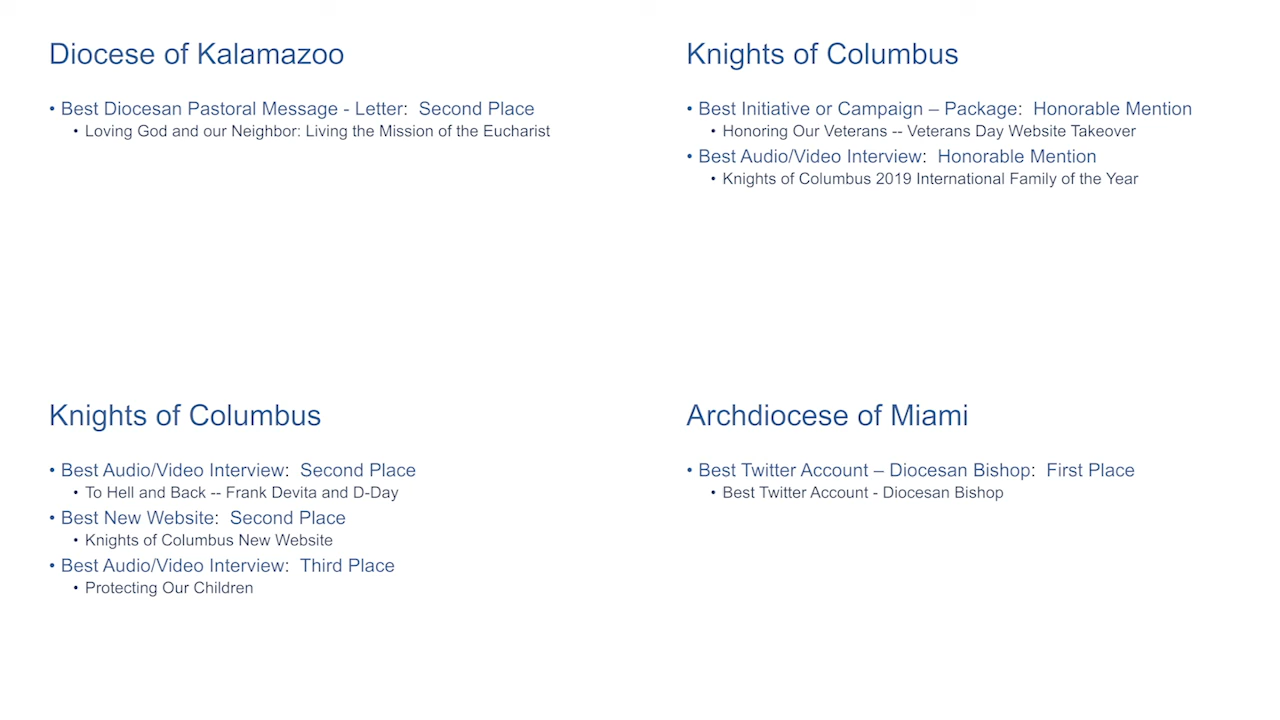 Diocese of Kalamazoo
• Best Diocesan Pastoral Message - Letter:  Second Place
• Loving God and our Neighbor: Living the Mission of the Eucharist
Knights of Columbus
• Best Initiative or Campaign – Package:  Honorable Mention
• Honoring Our Veterans -- Veterans Day Website Takeover
• Best Audio/Video Interview:  Honorable Mention
• Knights of Columbus 2019 International Family of the Year
Knights of Columbus
• Best Audio/Video Interview:  Second Place
• To Hell and Back -- Frank Devita and D-Day
• Best New Website:  Second Place
• Knights of Columbus New Website
• Best Audio/Video Interview:  Third Place
• Protecting Our Children
Archdiocese of Miami
• Best Twitter Account – Diocesan Bishop:  First Place
• Best Twitter Account - Diocesan Bishop